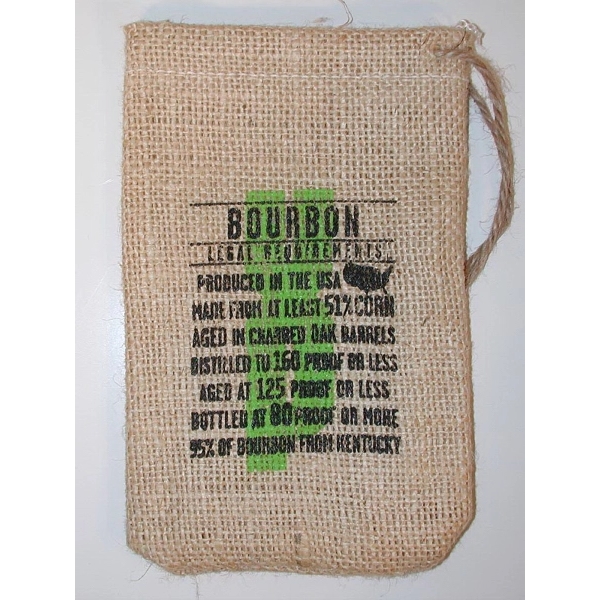 BOURBON
LEGAL REQUIREMENTS
PRODUCED IN THE USA
MADE FROM AT LEAST 51% CORN
AGED IN CHARRED OAK BARRELS
DISTILLED TO 160 PROOF OR LESS
AGED AT 125 PROOF OR LESS
BOTTLED AT 80 PROOF OR MORE
95% OF BOURBON FROM KENTUCKY